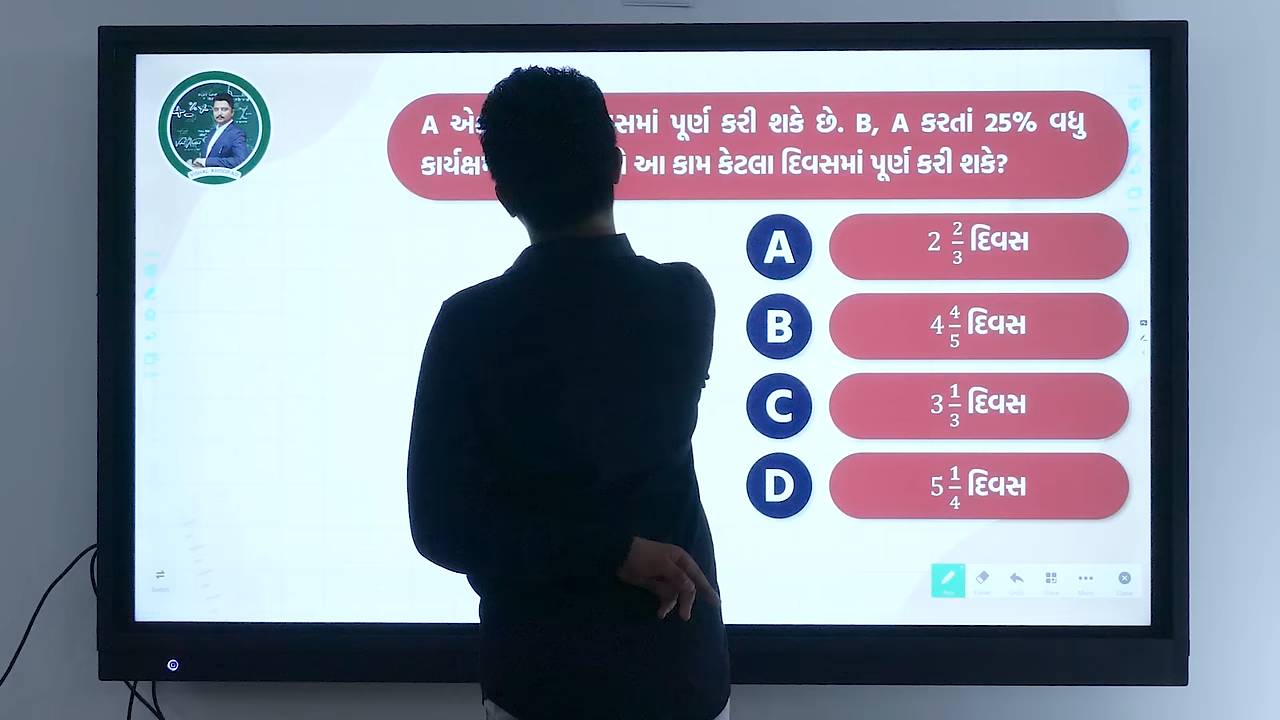 A સમાં પૂર્ણ કરી શકે છે. B, A કરતાં 25% વધુ
આ કામ કેટલા દિવસમાં પૂર્ણ કરી શકે?
A 2 2/3 દિવસ
B 4 4/5 દિવસ
C 3 1/3 દિવસ
D 5 1/4 દિવસ